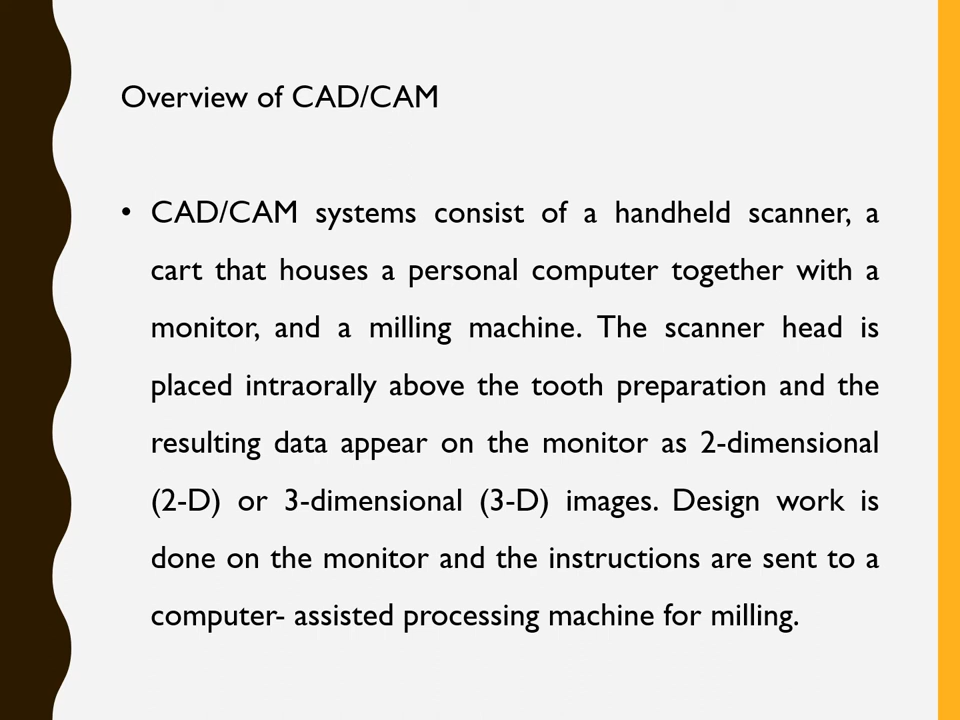 Overview of CAD/CAM
• CAD/CAM systems consist of a handheld scanner, a
cart that houses a personal computer together with a
monitor, and a milling machine. The scanner head is
placed intraorally above the tooth preparation and the
resulting data appear on the monitor as 2-dimensional
(2-D) or 3-dimensional (3-D) images. Design work is
done on the monitor and the instructions are sent to a
computer- assisted processing machine for milling.